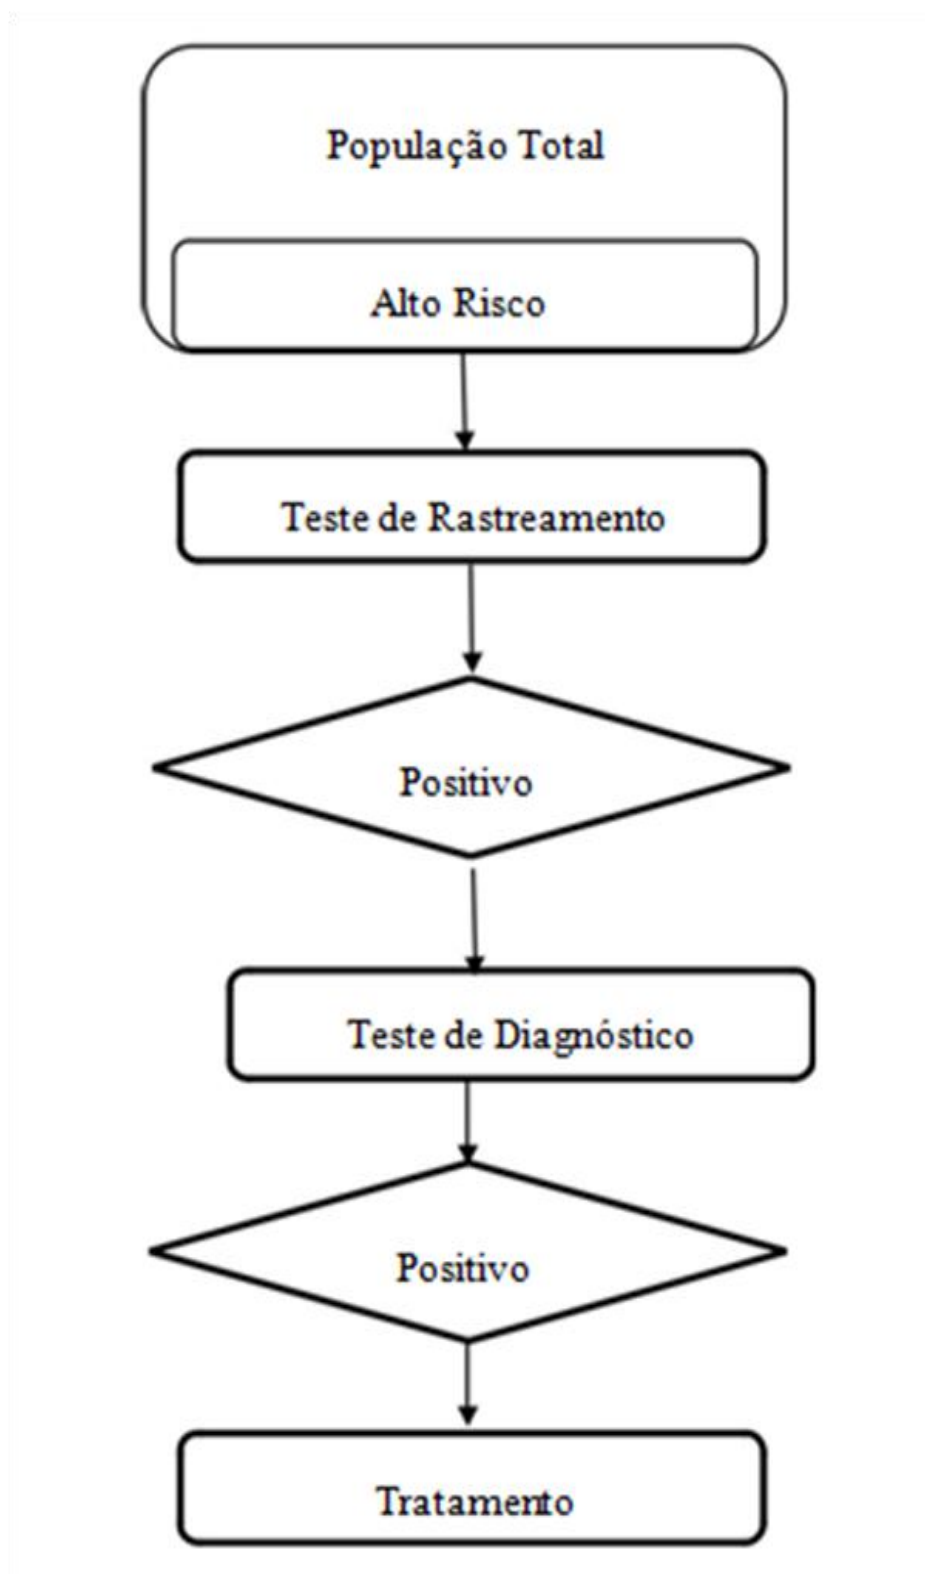 População Total
Alto Risco
Teste de Rastreamento
Positivo
Teste de Diagnóstico
Positivo
Tratamento